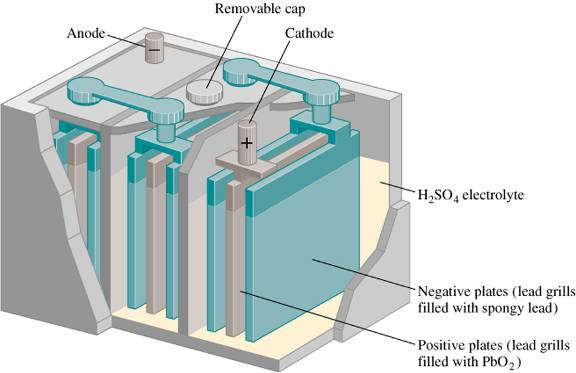 Removable cap
Anode
Cathode
−
+
H₂SO₄ electrolyte
Negative plates (lead grills
filled with spongy lead)
Positive plates (lead grills
filled with PbO₂)